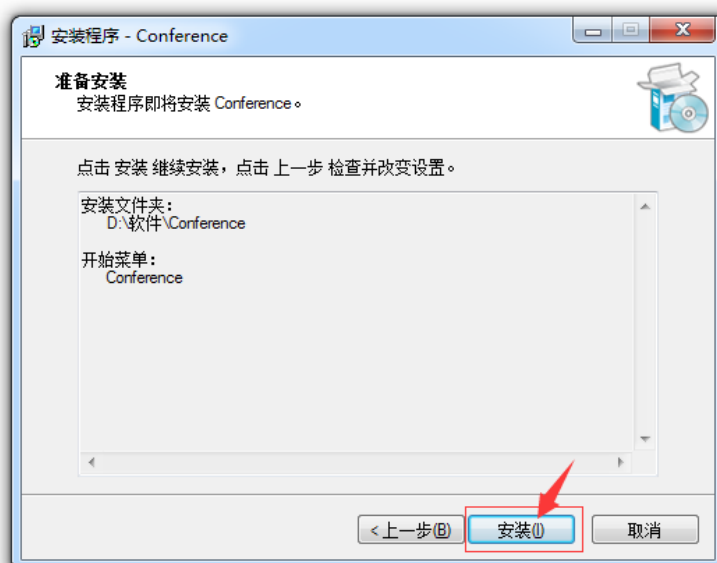 安装程序 - Conference
准备安装
安装程序即将安装 Conference。
点击 安装 继续安装，点击 上一步 检查并改变设置。
安装文件夹：
D:\软件\Conference
开始菜单：
Conference
<上一步(B)
安装(I)
取消